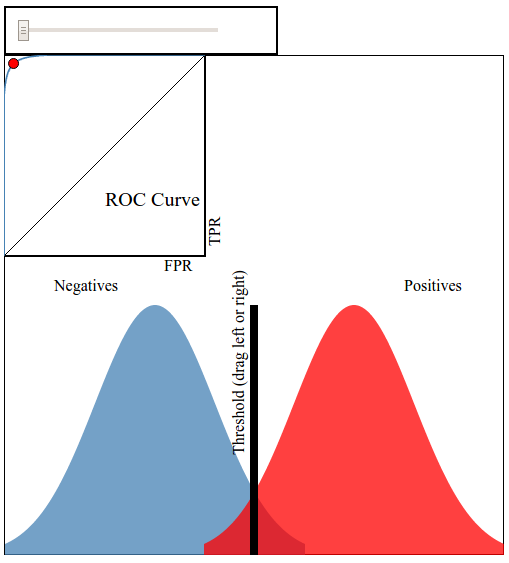 ROC Curve
TPR
FPR
Negatives
Positives
Threshold (drag left or right)